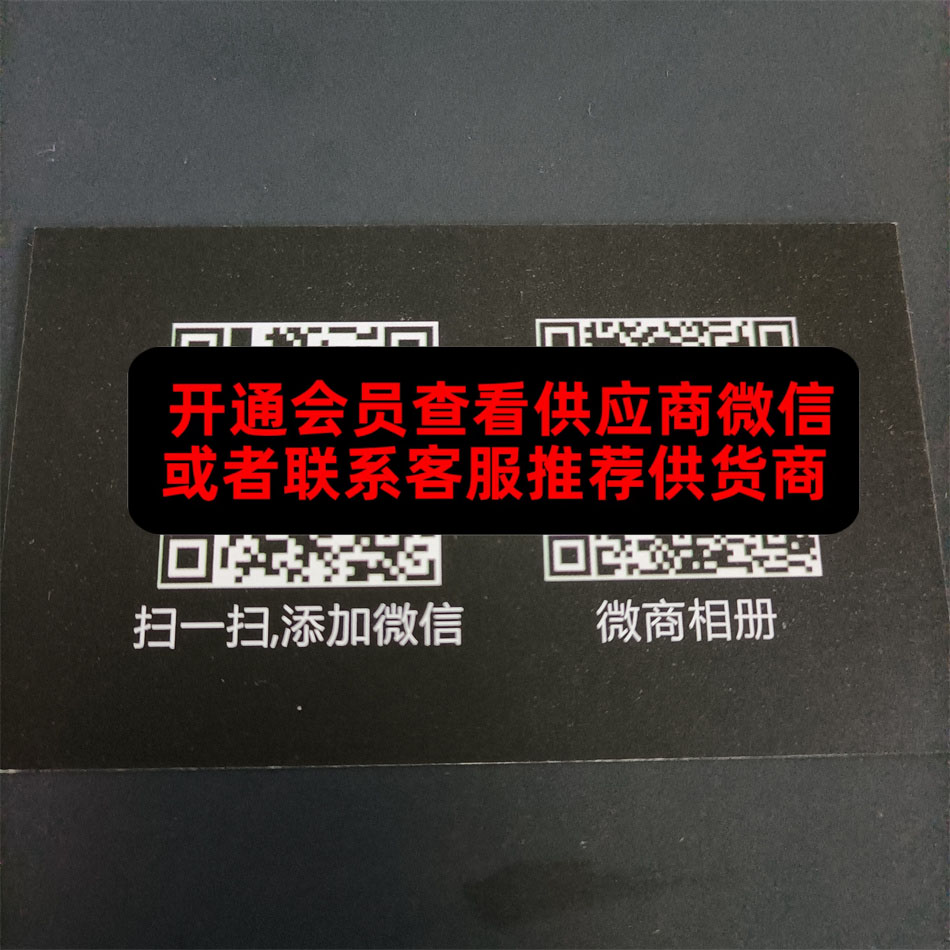 开通会员查看供应商微信
或者联系客服推荐供货商
扫一扫,添加微信
微商相册